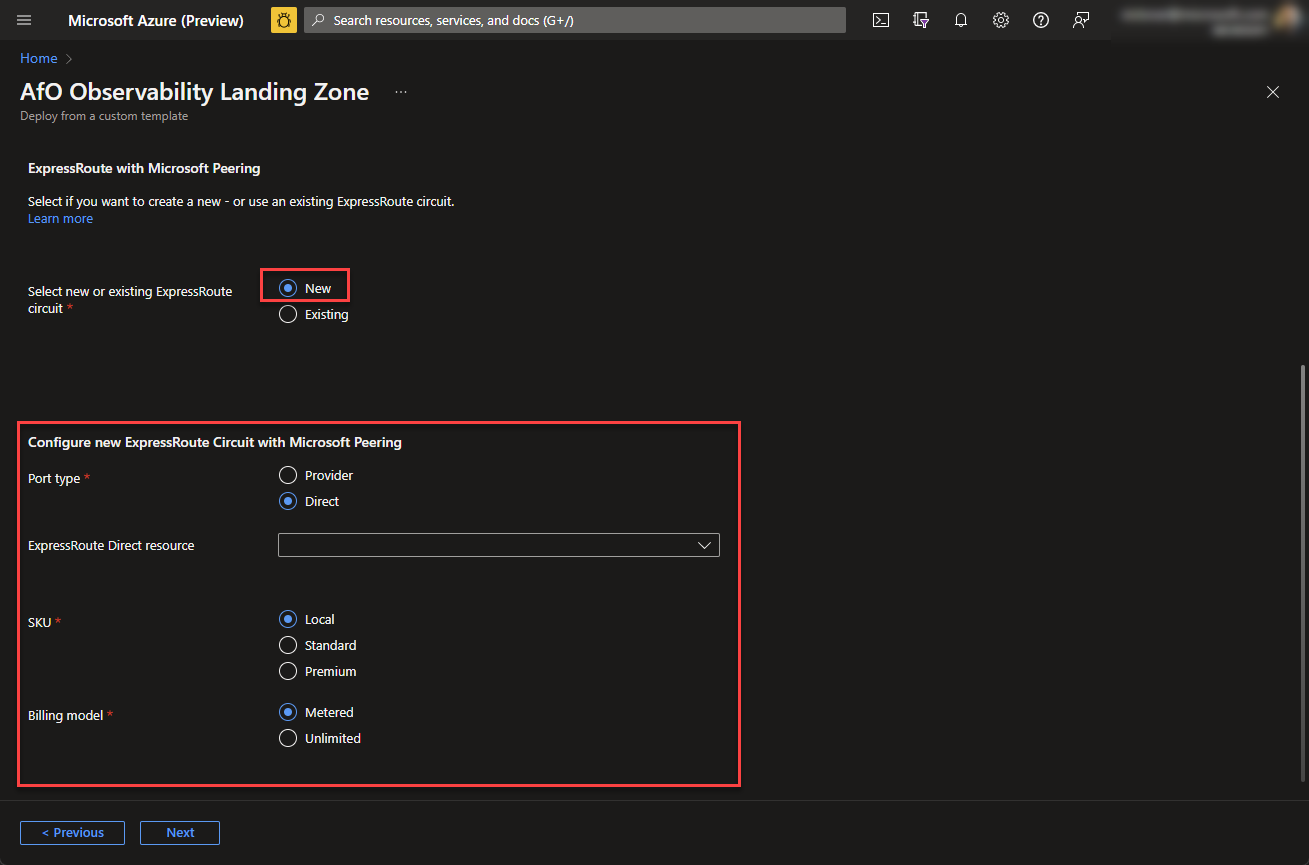 Microsoft Azure (Preview)
Search resources, services, and docs (G+/)
Home
AfO Observability Landing Zone
Deploy from a custom template
ExpressRoute with Microsoft Peering
Select if you want to create a new - or use an existing ExpressRoute circuit.
Learn more
Select new or existing ExpressRoute
circuit *
New
Existing
Configure new ExpressRoute Circuit with Microsoft Peering
Port type *
Provider
Direct
ExpressRoute Direct resource
SKU *
Local
Standard
Premium
Billing model *
Metered
Unlimited
< Previous
Next